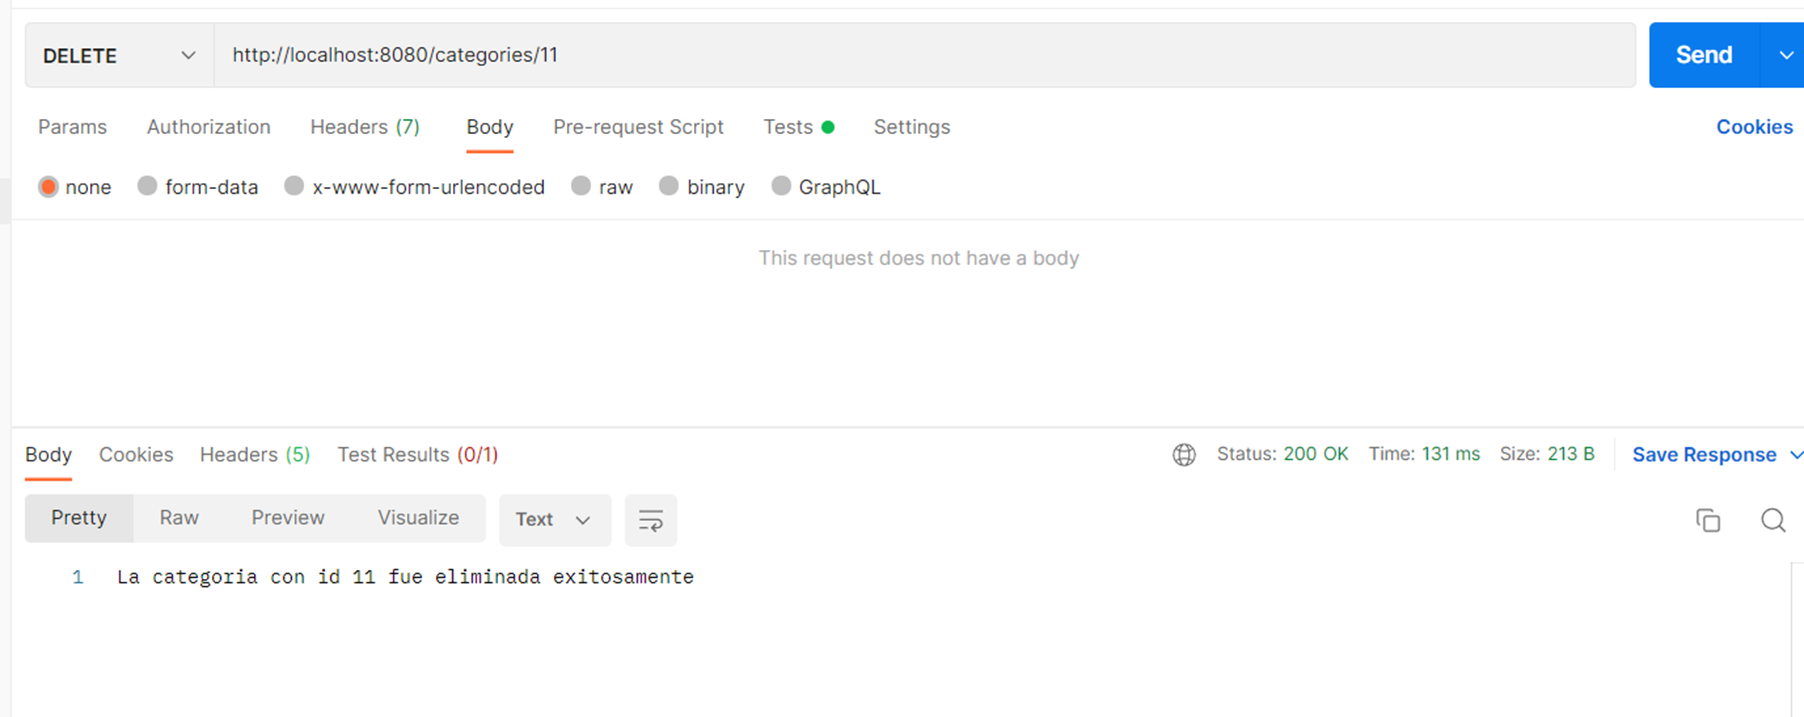 DELETE http://localhost:8080/categories/11 Send
Params Authorization Headers (7) Body Pre-request Script Tests Settings Cookies
none form-data x-www-form-urlencoded raw binary GraphQL
This request does not have a body
Body Cookies Headers (5) Test Results (0/1) Status: 200 OK Time: 131 ms Size: 213 B Save Response
Pretty Raw Preview Visualize Text
1 La categoria con id 11 fue eliminada exitosamente